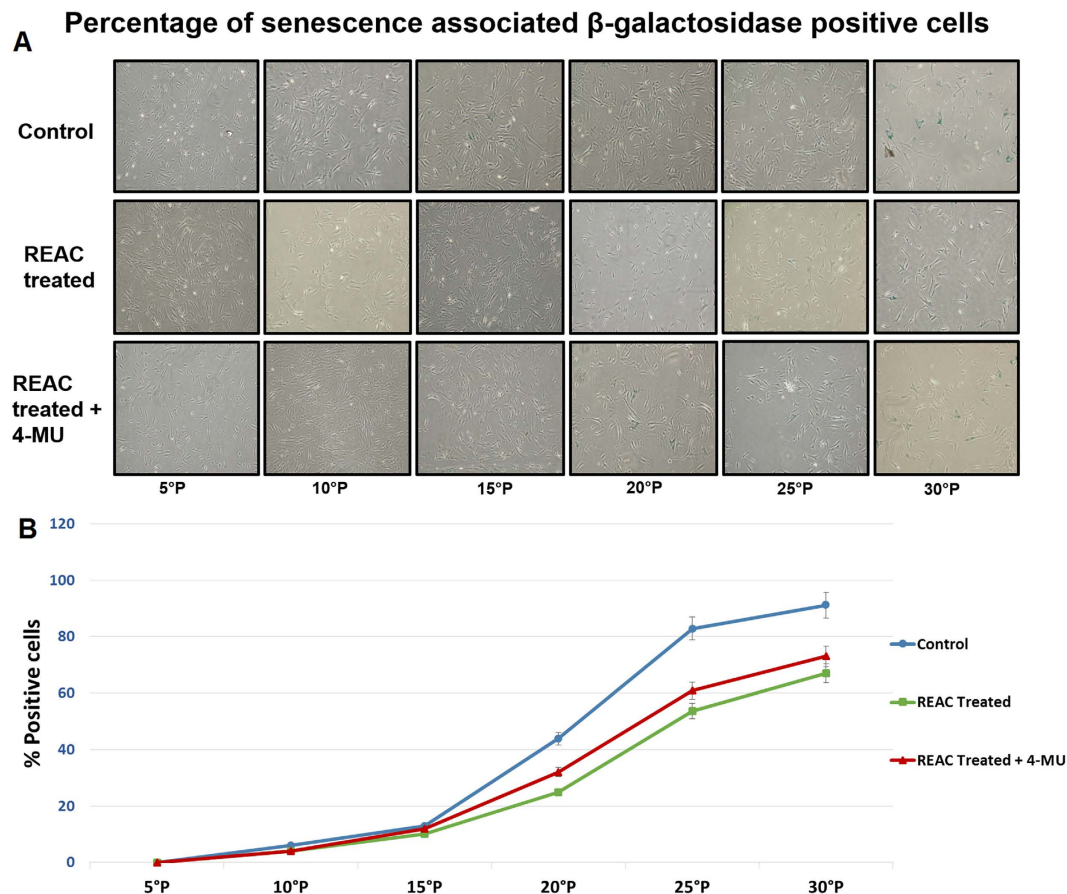 Percentage of senescence associated β-galactosidase positive cells
A
Control
REAC
treated
REAC
treated +
4-MU
5°P 10°P 15°P 20°P 25°P 30°P
B
120
100
80
60
40
20
0
% Positive cells
5°P 10°P 15°P 20°P 25°P 30°P
Control
REAC Treated
REAC Treated + 4-MU